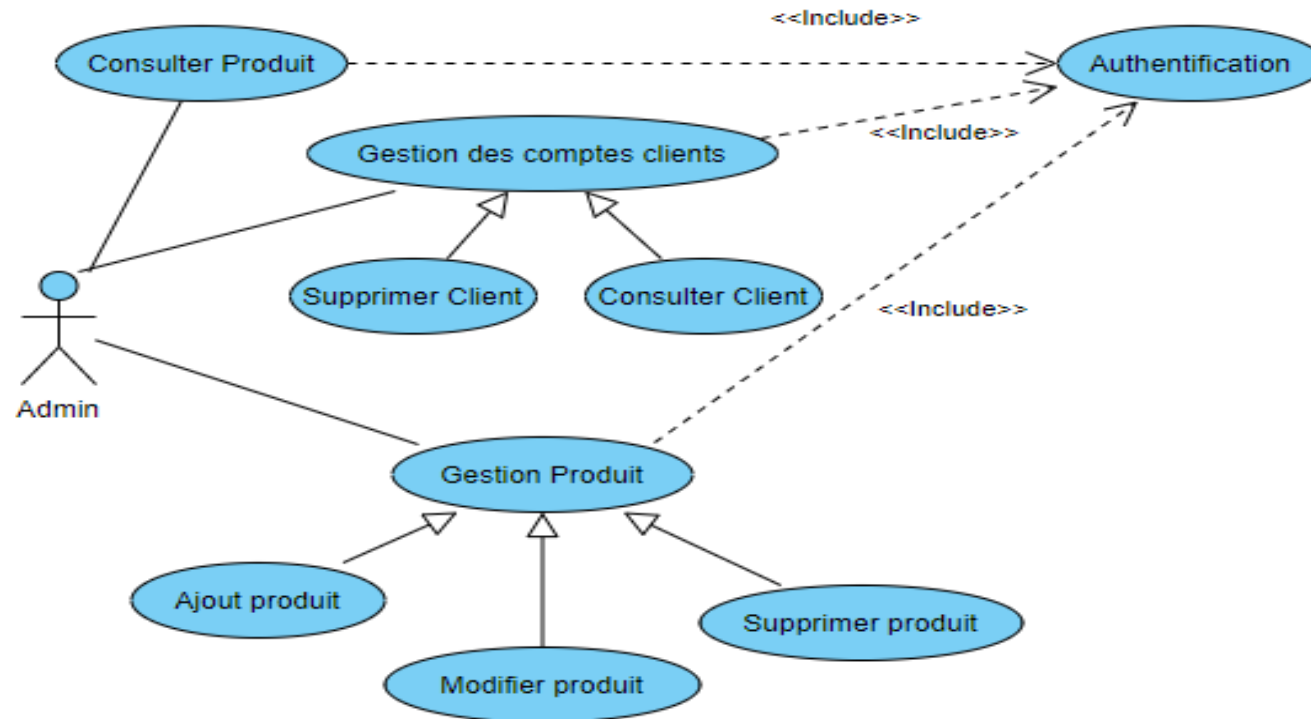 <<Include>>
Consulter Produit
Authentification
<<Include>>
Gestion des comptes clients
Supprimer Client
Consulter Client
<<Include>>
Admin
Gestion Produit
Ajout produit
Supprimer produit
Modifier produit